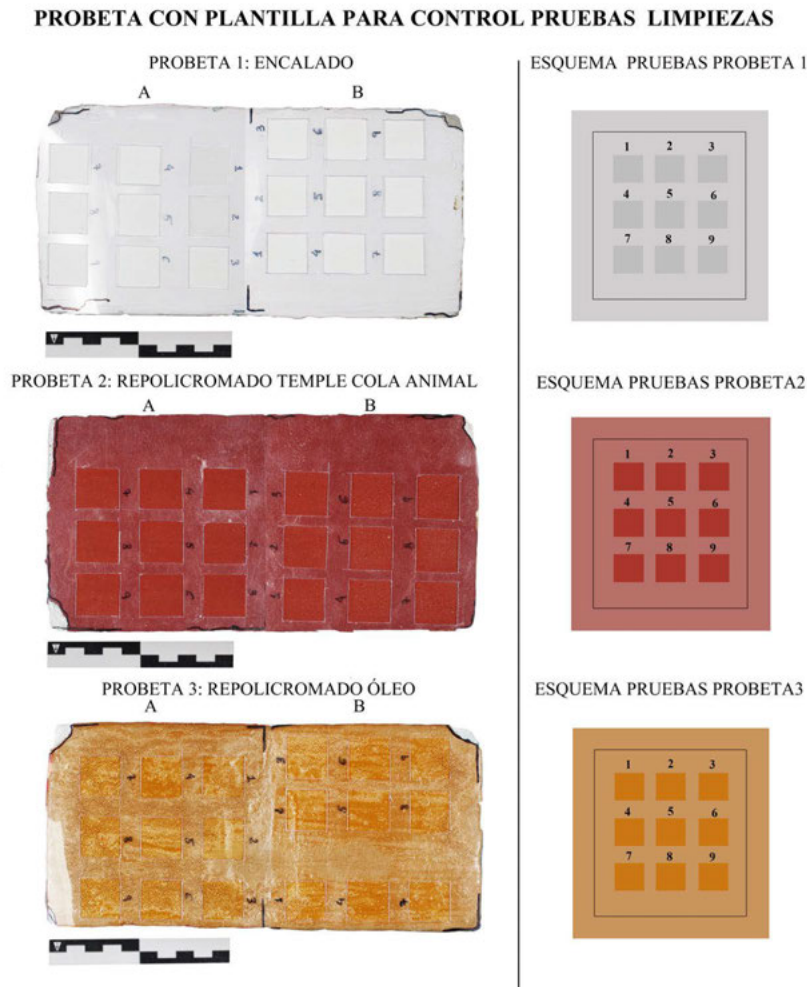 PROBETA CON PLANTILLA PARA CONTROL PRUEBAS LIMPIEZAS
PROBETA 1: ENCALADO
A B
ESQUEMA PRUEBAS PROBETA 1
1 2 3
4 5 6
7 8 9
PROBETA 2: REPOLICROMADO TEMPLE COLA ANIMAL
A B
ESQUEMA PRUEBAS PROBETA2
1 2 3
4 5 6
7 8 9
PROBETA 3: REPOLICROMADO ÓLEO
A B
ESQUEMA PRUEBAS PROBETA3
1 2 3
4 5 6
7 8 9